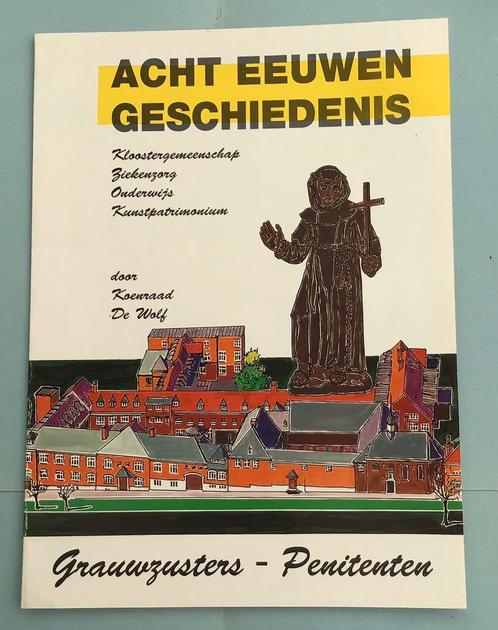 ACHT EEUWEN
GESCHIEDENIS
Kloostergemeenschap
Ziekenzorg
Onderwijs
Kunstpatrimonium
door
Koenraad
De Wolf
Grauwzusters - Penitenten